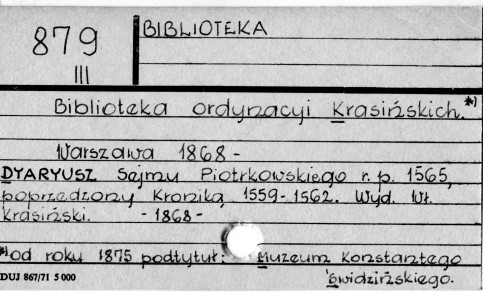 879
III
BIBLIOTEKA
Biblioteka ordynacyi Krasińskich.*)
Warszawa 1868 -
DYARYUSZ Sejmu Piotrkowskiego r.p. 1565,
poprzedzony Kroniką 1559-1562. Wyd. Wł.
Krasiński. - 1868 -
*)od roku 1875 podtytuł: Muzeum Konstantego
Świdzińskiego.
DUJ 867/71 5 000